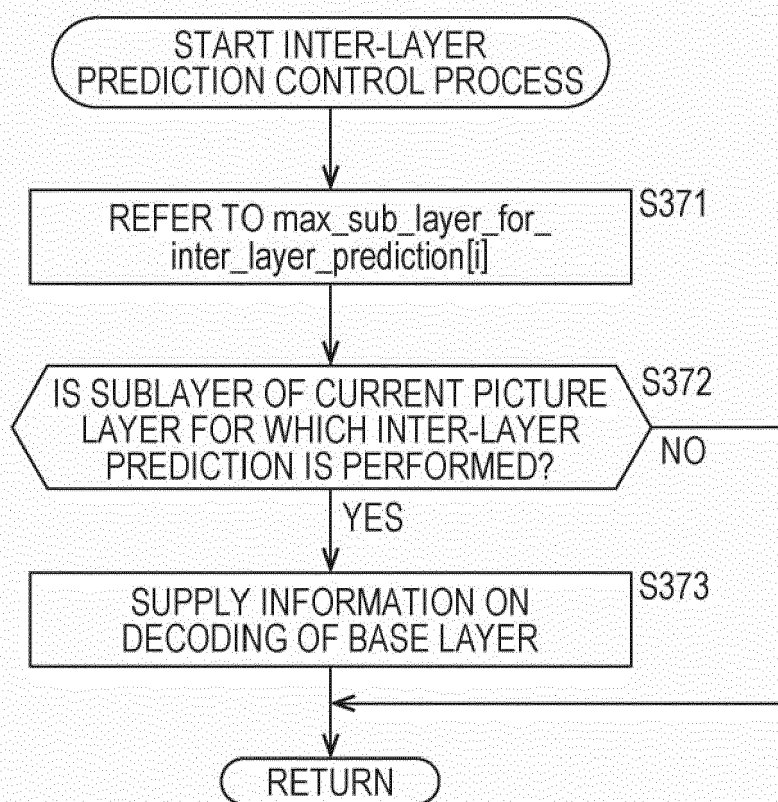 START INTER-LAYER
PREDICTION CONTROL PROCESS
REFER TO max_sub_layer_for_
inter_layer_prediction[i]
S371
IS SUBLAYER OF CURRENT PICTURE
LAYER FOR WHICH INTER-LAYER
PREDICTION IS PERFORMED?
S372
NO
YES
SUPPLY INFORMATION ON
DECODING OF BASE LAYER
S373
RETURN